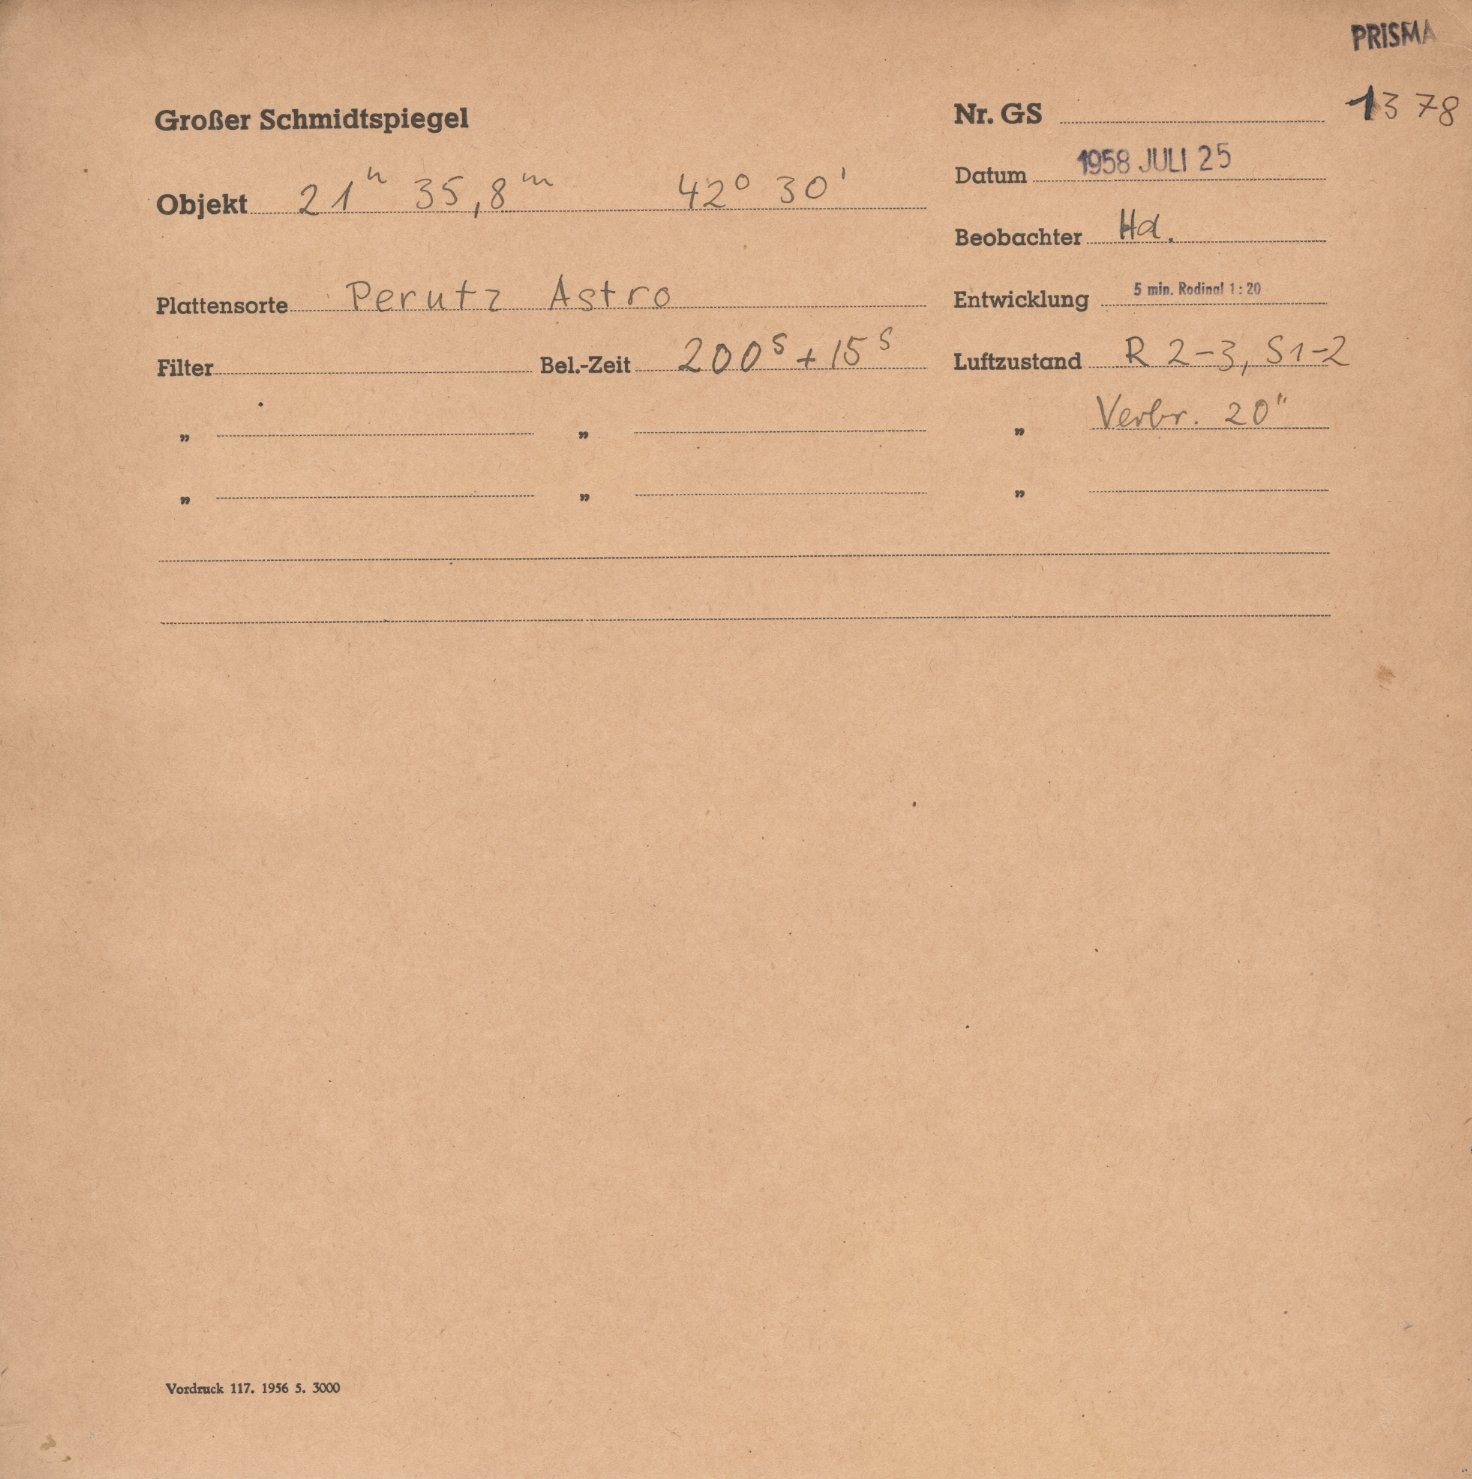 PRISMA
Großer Schmidtspiegel
Nr. GS 1378
Datum 1958 JULI 25
Objekt 21h 35,8m 42° 30'
Beobachter Hd.
Plattensorte Perutz Astro
Entwicklung 5 min. Rodinal 1:20
Filter Bel.-Zeit 200s + 15s
Luftzustand R 2-3, S1-2
„ „ „ Verbr. 20"
„ „ „
Vordruck 117. 1956 5. 3000